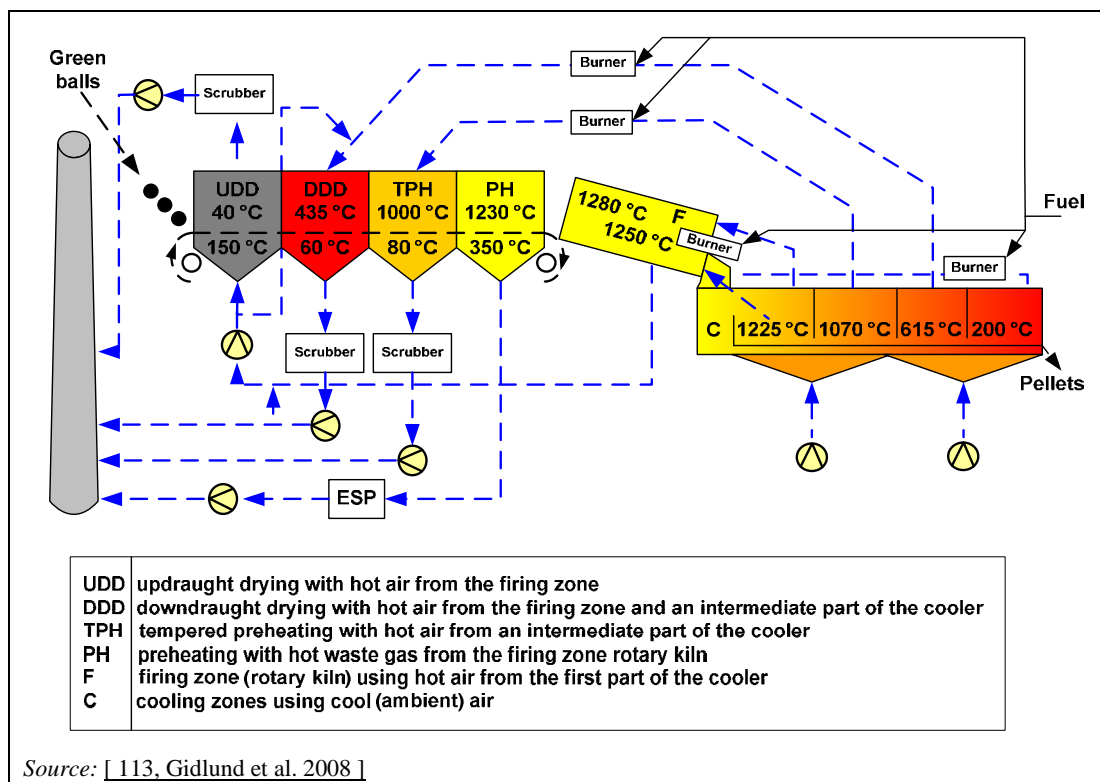 Green
balls
Scrubber
Burner
Burner
UDD
40 °C
150 °C
DDD
435 °C
60 °C
TPH
1000 °C
80 °C
PH
1230 °C
350 °C
1280 °C F
1250 °C
Burner
Fuel
Burner
Scrubber
Scrubber
C 1225 °C 1070 °C 615 °C 200 °C
Pellets
ESP
UDD updraught drying with hot air from the firing zone
DDD downdraught drying with hot air from the firing zone and an intermediate part of the cooler
TPH tempered preheating with hot air from an intermediate part of the cooler
PH preheating with hot waste gas from the firing zone rotary kiln
F firing zone (rotary kiln) using hot air from the first part of the cooler
C cooling zones using cool (ambient) air
Source: [ 113, Gidlund et al. 2008 ]